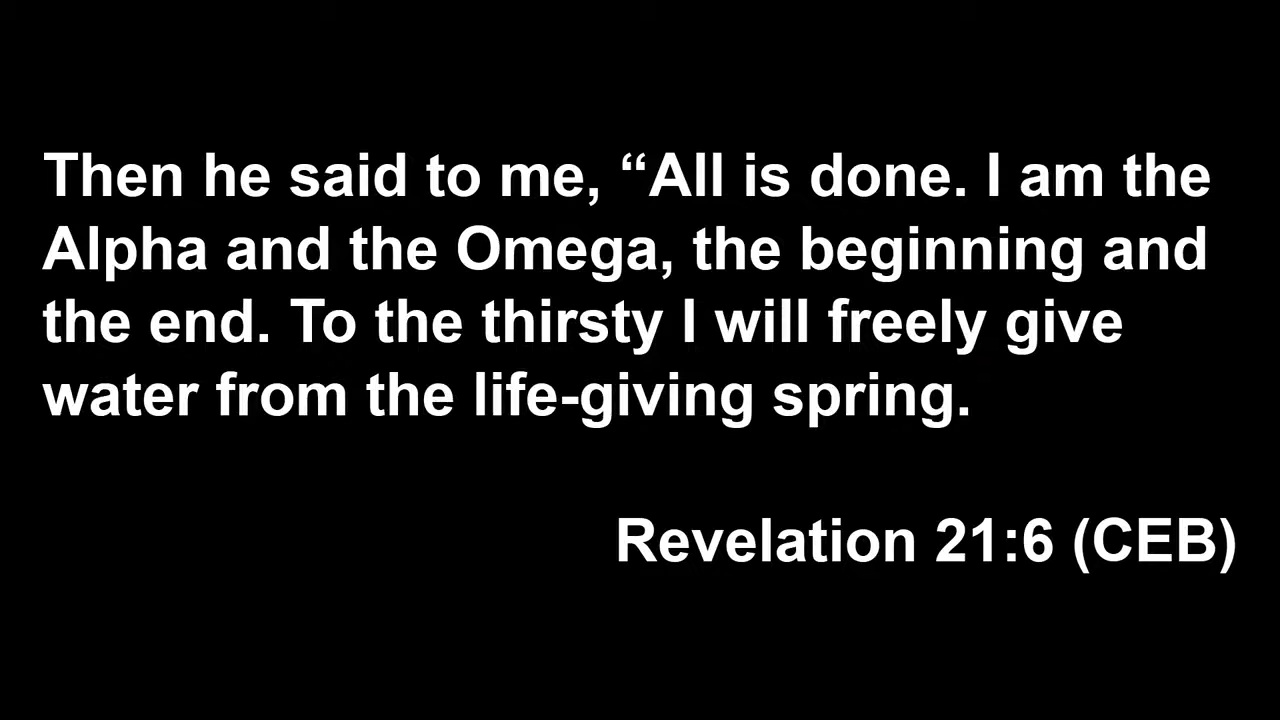 Then he said to me, “All is done. I am the
Alpha and the Omega, the beginning and
the end. To the thirsty I will freely give
water from the life-giving spring.
Revelation 21:6 (CEB)